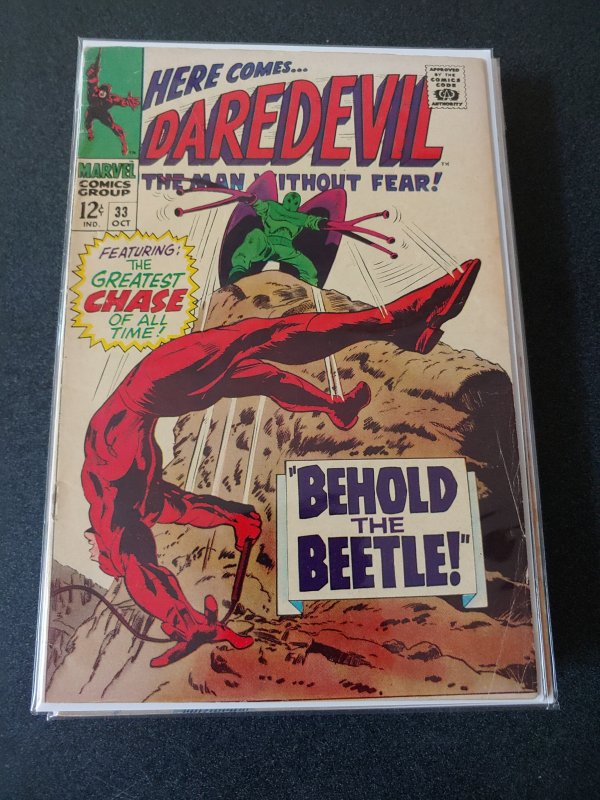 HERE COMES...
DAREDEVIL
THE MAN WITHOUT FEAR!
APPROVED
BY THE
COMICS
CODE
AUTHORITY
MARVEL
COMICS
GROUP
12¢
IND.
33
OCT
FEATURING:
THE
GREATEST
CHASE
OF ALL
TIME!
"BEHOLD
THE
BEETLE!"